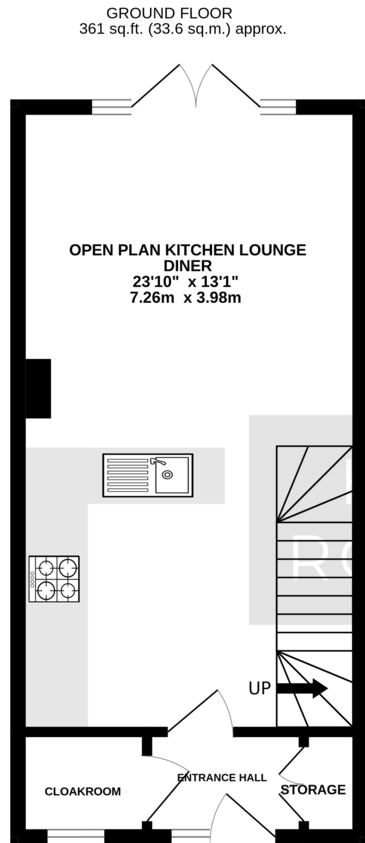 GROUND FLOOR
361 sq.ft. (33.6 sq.m.) approx.
OPEN PLAN KITCHEN LOUNGE
DINER
23'10" x 13'1"
7.26m x 3.98m
UP
ENTRANCE HALL
CLOAKROOM
STORAGE